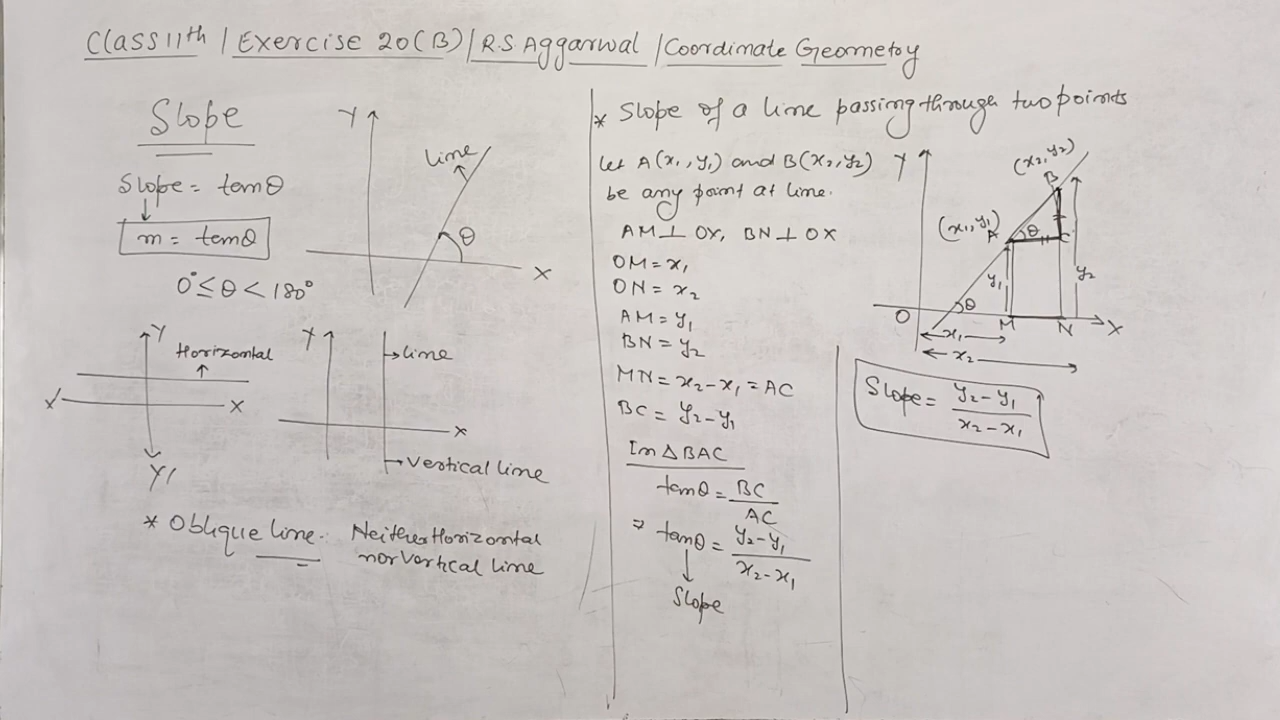 Class 11th / Exercise 20(B) / R.S. Aggarwal / Coordinate Geometry
Slope
Slope = tanθ
m = tanθ
0° ≤ θ < 180°
Y
Line
θ
X
Y
Horizontal
X'
X
Y1
Y
Line
X
Vertical line
* Oblique line. Neither Horizontal
nor Vertical line
* Slope of a line passing through two points
Let A(x₁, y₁) and B(x₂, y₂)
be any point at line.
AM ⊥ OX, BN ⊥ OX
OM = x₁
ON = x₂
AM = y₁
BN = y₂
MN = x₂ - x₁ = AC
BC = y₂ - y₁
In △BAC
tanθ = BC
AC
⇒ tanθ = y₂ - y₁
x₂ - x₁
Slope
Y
(x₂, y₂)
B
(x₁, y₁)
A
θ
C
y₁
y₂
θ
O
M
N
X
x₁
x₂
Slope = y₂ - y₁
x₂ - x₁